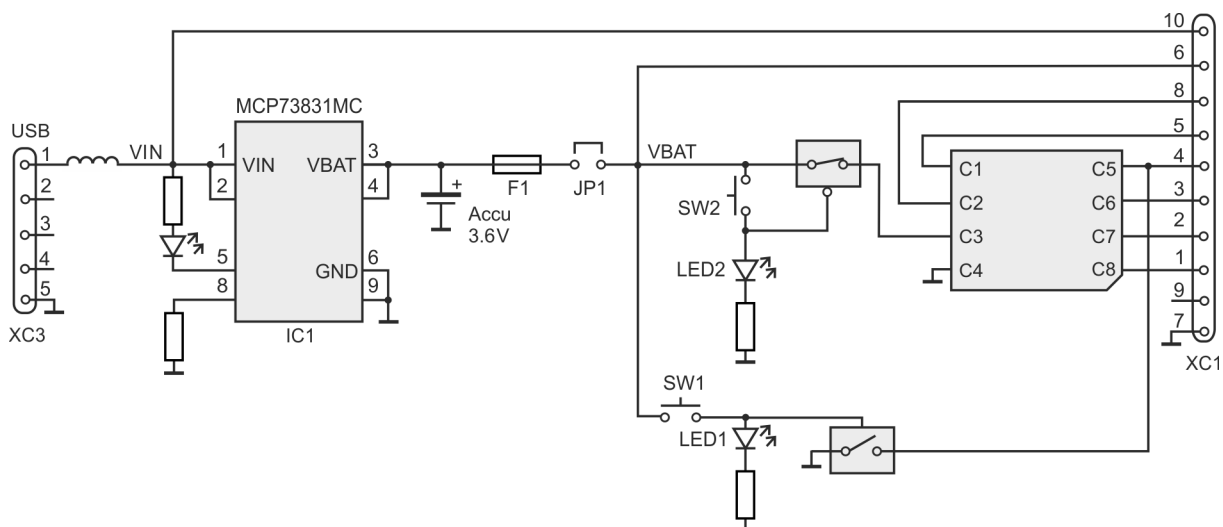 USB
1
2
3
4
5
XC3
VIN
MCP73831MC
1
2
5
8
VIN
VBAT
GND
3
4
6
9
IC1
+
Accu
3.6V
F1
JP1
VBAT
SW2
LED2
SW1
LED1
C1
C2
C3
C4
C5
C6
C7
C8
10
6
8
5
4
3
2
1
9
7
XC1